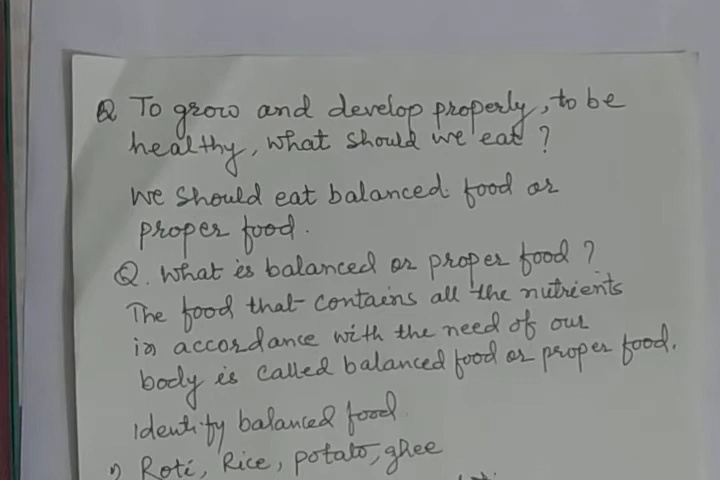 Q To grow and develop properly, to be
healthy, what should we eat ?
We should eat balanced food or
proper food.
Q. What is balanced or proper food ?
The food that contains all the nutrients
in accordance with the need of our
body is called balanced food or proper food.
Identify balanced food.
1) Roti, Rice, potato, ghee